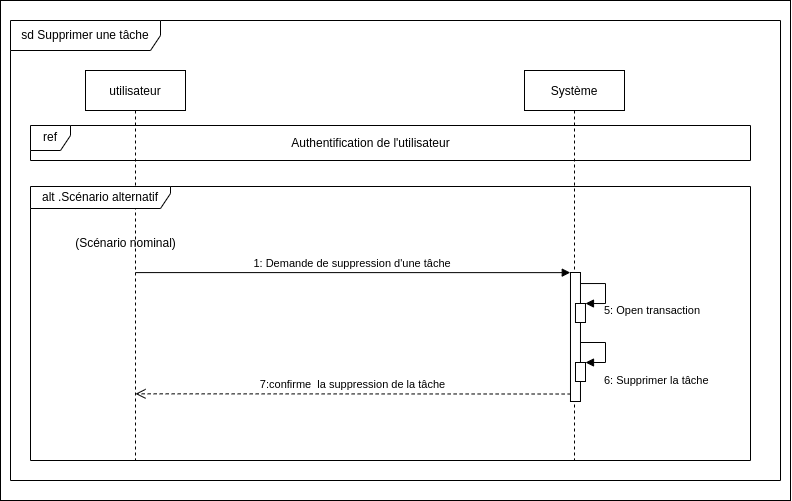 sd Supprimer une tâche
utilisateur
Système
ref
Authentification de l'utilisateur
alt .Scénario alternatif
(Scénario nominal)
1: Demande de suppression d'une tâche
5: Open transaction
6: Supprimer la tâche
7:confirme  la suppression de la tâche